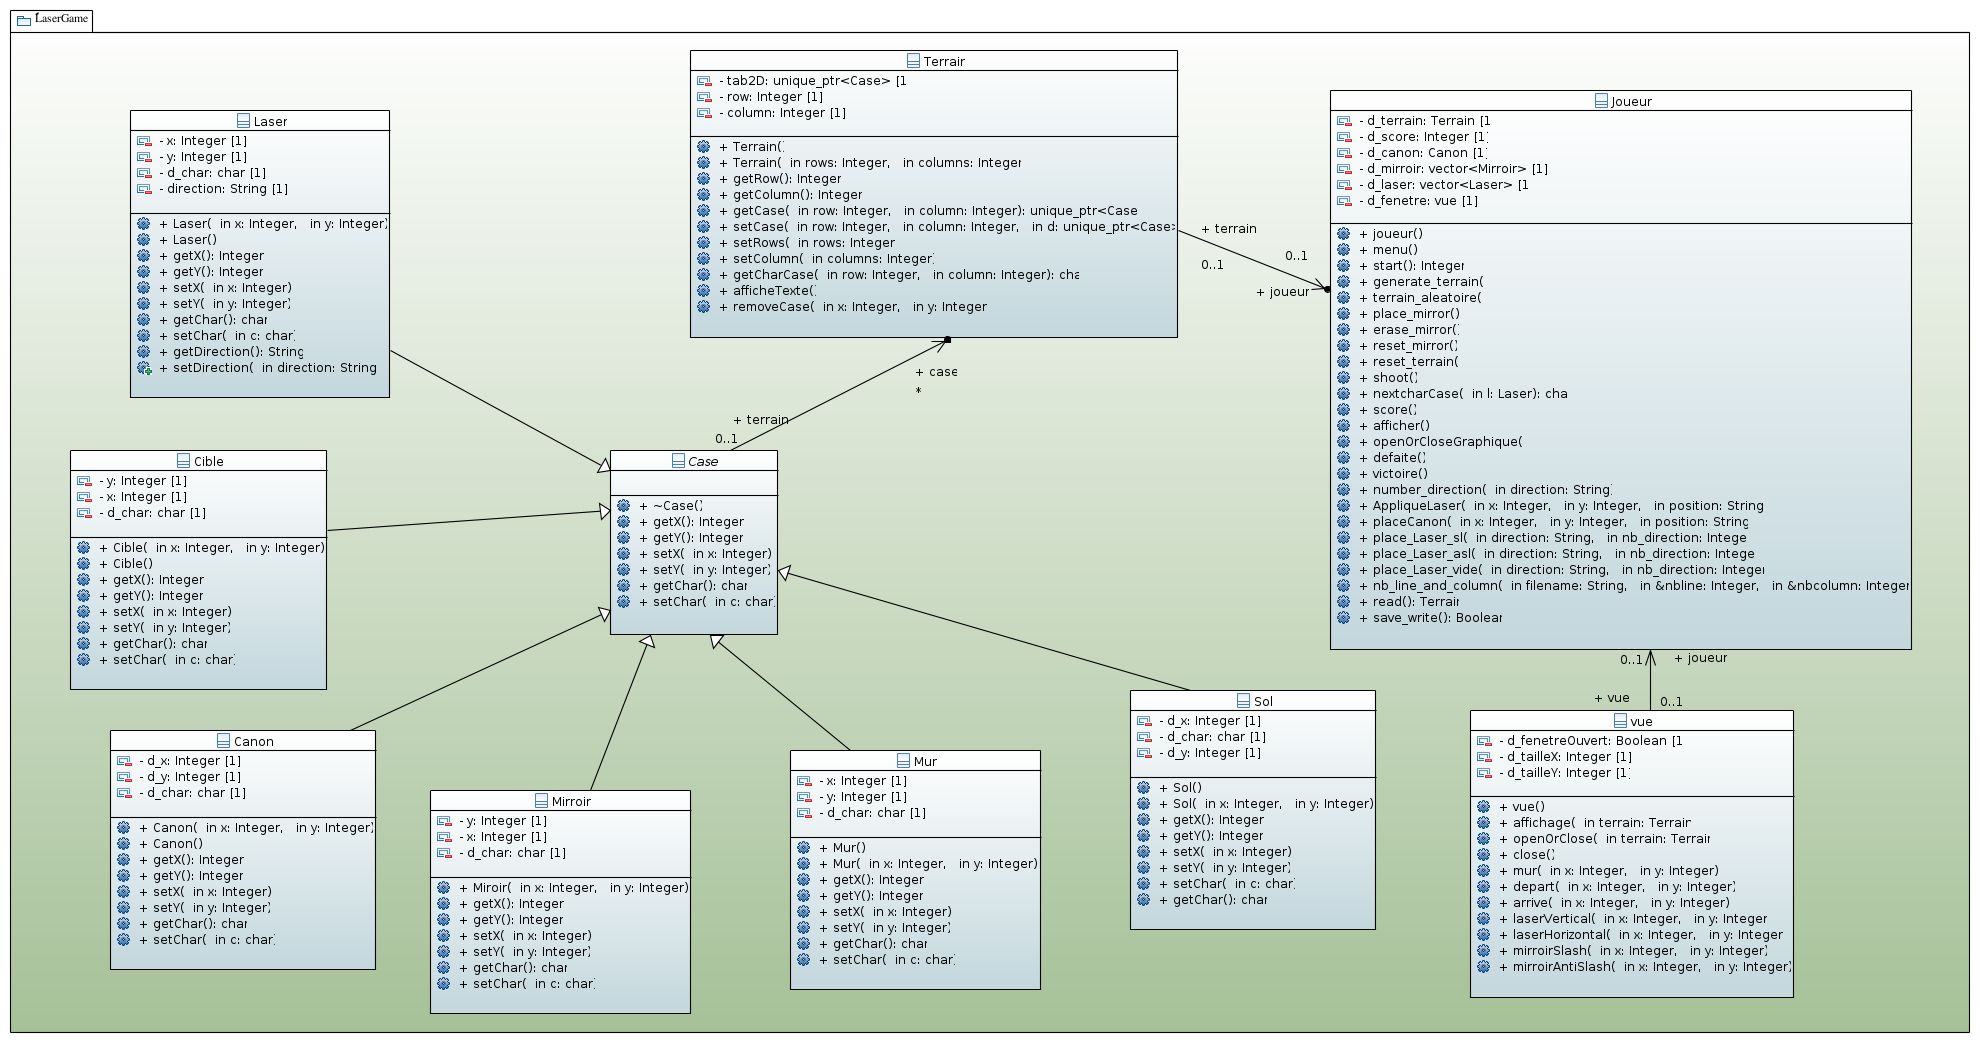 LaserGame
Terrair
- tab2D: unique_ptr<Case> [1
- row: Integer [1]
- column: Integer [1]
+ Terrain(
+ Terrain( in rows: Integer, in columns: Integer
+ getRow(): Integer
+ getColumn(): Integer
+ getCase( in row: Integer, in column: Integer): unique_ptr<Case
+ setCase( in row: Integer, in column: Integer, in d: unique_ptr<Case>
+ setRows( in rows: Integer
+ setColumn( in columns: Integer
+ getCharCase( in row: Integer, in column: Integer): cha
+ afficheTexte(
+ removeCase( in x: Integer, in y: Integer
Joueur
- d_terrain: Terrain [1
- d_score: Integer [1
- d_canon: Canon [1
- d_mirroir: vector<Mirroir> [1]
- d_laser: vector<Laser> [1
- d_fenetre: vue [1]
+ joueur()
+ menu()
+ start(): Integer
+ generate_terrain(
+ terrain_aleatoire(
+ place_mirror()
+ erase_mirror(
+ reset_mirror()
+ reset_terrain(
+ shoot()
+ nextcharCase( in l: Laser): cha
+ score()
+ afficher()
+ openOrCloseGraphique(
+ defaite()
+ victoire()
+ number_direction( in direction: String
+ AppliqueLaser( in x: Integer, in y: Integer, in position: String
+ placeCanon( in x: Integer, in y: Integer, in position: String
+ place_Laser_sl( in direction: String, in nb_direction: Intege
+ place_Laser_asl( in direction: String, in nb_direction: Intege
+ place_Laser_vide( in direction: String, in nb_direction: Integer
+ nb_line_and_column( in filename: String, in &nbline: Integer, in &nbcolumn: Integer
+ read(): Terrain
+ save_write(): Boolean
Laser
- x: Integer [1]
- y: Integer [1]
- d_char: char [1]
- direction: String [1]
+ Laser( in x: Integer, in y: Integer)
+ Laser()
+ getX(): Integer
+ getY(): Integer
+ setX( in x: Integer)
+ setY( in y: Integer)
+ getChar(): char
+ setChar( in c: char)
+ getDirection(): String
+ setDirection( in direction: String
+ terrain
0..1
0..1
+ joueur
+ case
*
+ terrain
0..1
Cible
- y: Integer [1]
- x: Integer [1]
- d_char: char [1]
+ Cible( in x: Integer, in y: Integer)
+ Cible()
+ getX(): Integer
+ getY(): Integer
+ setX( in x: Integer)
+ setY( in y: Integer)
+ getChar(): char
+ setChar( in c: char)
Case
+ ~Case()
+ getX(): Integer
+ getY(): Integer
+ setX( in x: Integer)
+ setY( in y: Integer)
+ getChar(): char
+ setChar( in c: char
0..1
+ joueur
+ vue
0..1
Canon
- d_x: Integer [1]
- d_y: Integer [1]
- d_char: char [1]
+ Canon( in x: Integer, in y: Integer)
+ Canon()
+ getX(): Integer
+ getY(): Integer
+ setX( in x: Integer)
+ setY( in y: Integer)
+ getChar(): char
+ setChar( in c: char)
Mirroir
- y: Integer [1]
- x: Integer [1]
- d_char: char [1]
+ Miroir( in x: Integer, in y: Integer)
+ getX(): Integer
+ getY(): Integer
+ setX( in x: Integer)
+ setY( in y: Integer)
+ getChar(): char
+ setChar( in c: char)
Mur
- x: Integer [1]
- y: Integer [1]
- d_char: char [1]
+ Mur()
+ Mur( in x: Integer, in y: Integer)
+ getX(): Integer
+ getY(): Integer
+ setX( in x: Integer)
+ setY( in y: Integer)
+ getChar(): char
+ setChar( in c: char)
Sol
- d_x: Integer [1]
- d_char: char [1]
- d_y: Integer [1]
+ Sol()
+ Sol( in x: Integer, in y: Integer)
+ getX(): Integer
+ getY(): Integer
+ setX( in x: Integer)
+ setY( in y: Integer)
+ setChar( in c: char)
+ getChar(): char
vue
- d_fenetreOuvert: Boolean [1
- d_tailleX: Integer [1]
- d_tailleY: Integer [1]
+ vue()
+ affichage( in terrain: Terrain
+ openOrClose( in terrain: Terrain
+ close()
+ mur( in x: Integer, in y: Integer)
+ depart( in x: Integer, in y: Integer)
+ arrive( in x: Integer, in y: Integer)
+ laserVertical( in x: Integer, in y: Integer
+ laserHorizontal( in x: Integer, in y: Integer
+ mirroirSlash( in x: Integer, in y: Integer)
+ mirroirAntiSlash( in x: Integer, in y: Integer)